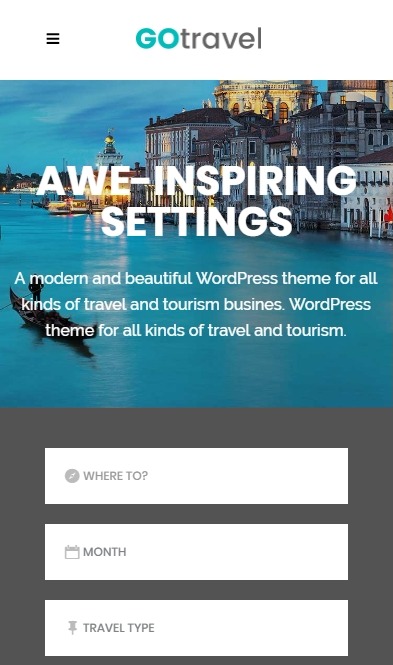 GOtravel
AWE-INSPIRING
SETTINGS
A modern and beautiful WordPress theme for all
kinds of travel and tourism busines. WordPress
theme for all kinds of travel and tourism.
WHERE TO?
MONTH
TRAVEL TYPE